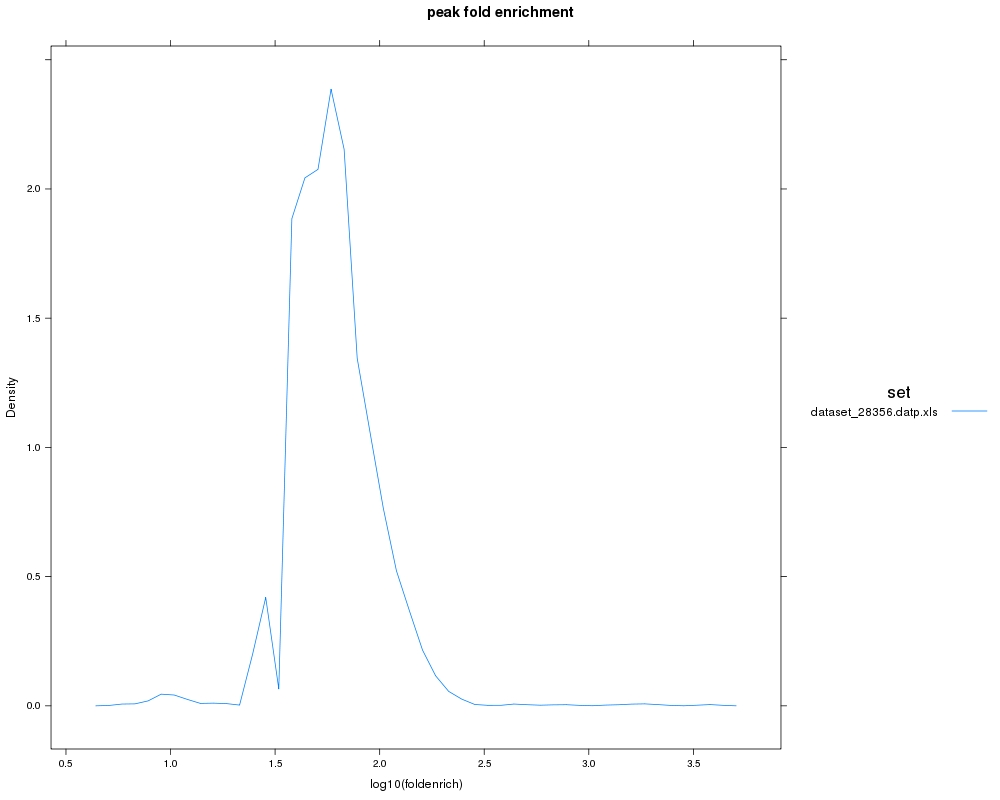 peak fold enrichment
Density
2.0
1.5
1.0
0.5
0.0
0.5 1.0 1.5 2.0 2.5 3.0 3.5
log10(foldenrich)
set
dataset_28356.datp.xls